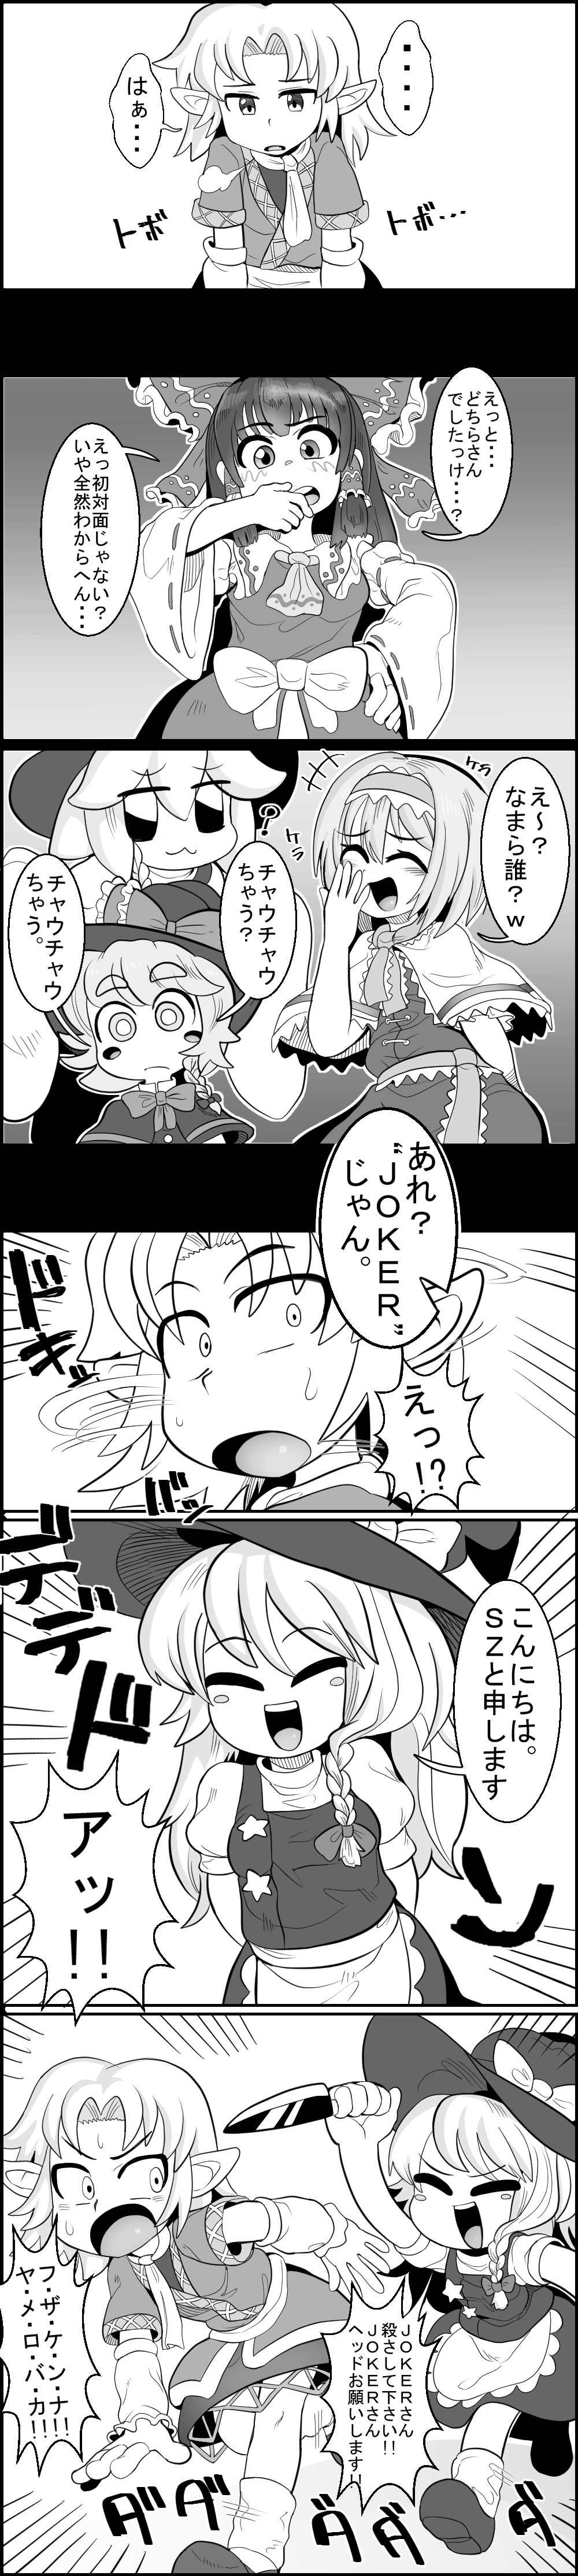 ・・・・
はぁ・・・
トボ
トボ・・・
えっと・・・
どちらさん
でしたっけ・・・？
えっ初対面じゃない？
いや全然わからへん・・・
え～？
なまら誰？ｗ
ケラ
ケラ
？
チャウチャウ
ちゃう？
チャウチャウ
ちゃう。
あれ？
“ＪＯＫＥＲ”
じゃん。
ドキッ
えっ！？
バッ
デデデドン
こんにちは。
ＳＺと申します
アッ！！
ＪＯＫＥＲさん
殺さして下さい！！
ＪＯＫＥＲさん
ヘッドお願いします！！
フ・ザ・ケ・ン・ナ！！！
ヤ・メ・ロ・バ・カ！！！
ダダ
ダダ
ダ